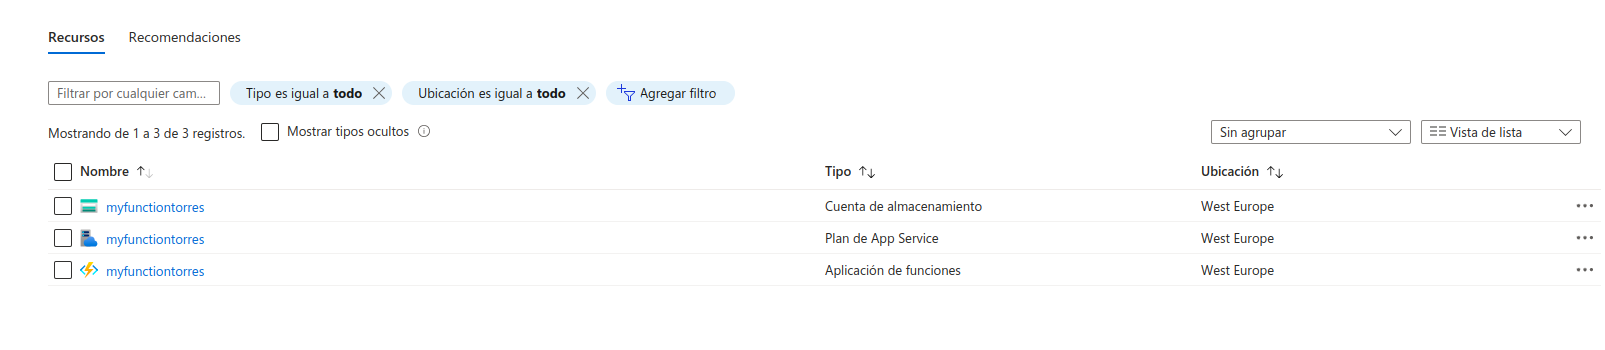 Recursos Recomendaciones
Filtrar por cualquier cam... Tipo es igual a todo Ubicación es igual a todo Agregar filtro
Mostrando de 1 a 3 de 3 registros. Mostrar tipos ocultos Sin agrupar Vista de lista
Nombre Tipo Ubicación
myfunctiontorres Cuenta de almacenamiento West Europe
myfunctiontorres Plan de App Service West Europe
myfunctiontorres Aplicación de funciones West Europe